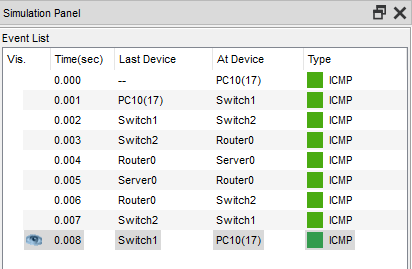 Simulation Panel
Event List
Vis. Time(sec) Last Device At Device Type
0.000 -- PC10(17) ICMP
0.001 PC10(17) Switch1 ICMP
0.002 Switch1 Switch2 ICMP
0.003 Switch2 Router0 ICMP
0.004 Router0 Server0 ICMP
0.005 Server0 Router0 ICMP
0.006 Router0 Switch2 ICMP
0.007 Switch2 Switch1 ICMP
0.008 Switch1 PC10(17) ICMP